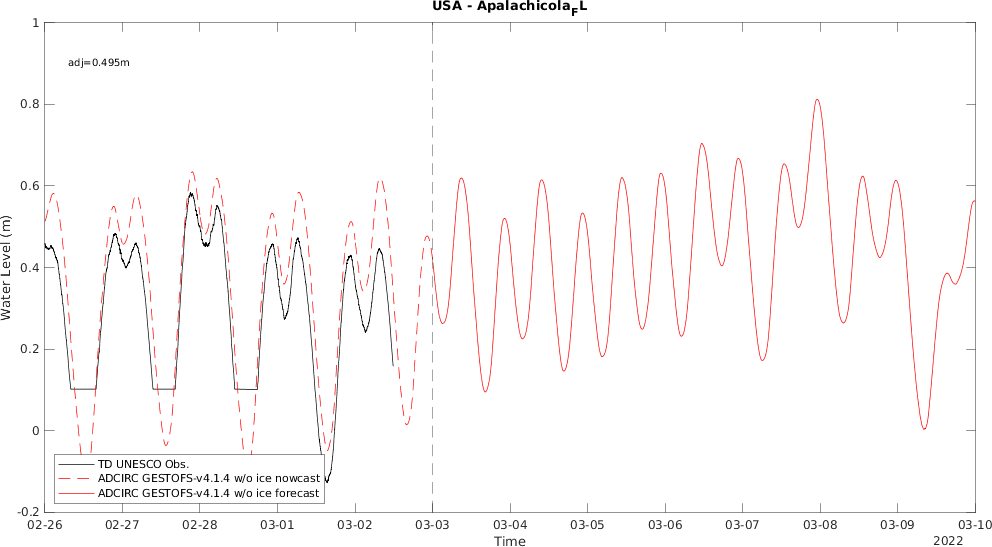 USA - Apalachicola_FL
1
adj=0.495m
0.8
0.6
0.4
0.2
0
-0.2
Water Level (m)
TD UNESCO Obs.
ADCIRC GESTOFS-v4.1.4 w/o ice nowcast
ADCIRC GESTOFS-v4.1.4 w/o ice forecast
02-26 02-27 02-28 03-01 03-02 03-03 03-04 03-05 03-06 03-07 03-08 03-09 03-10
Time
2022